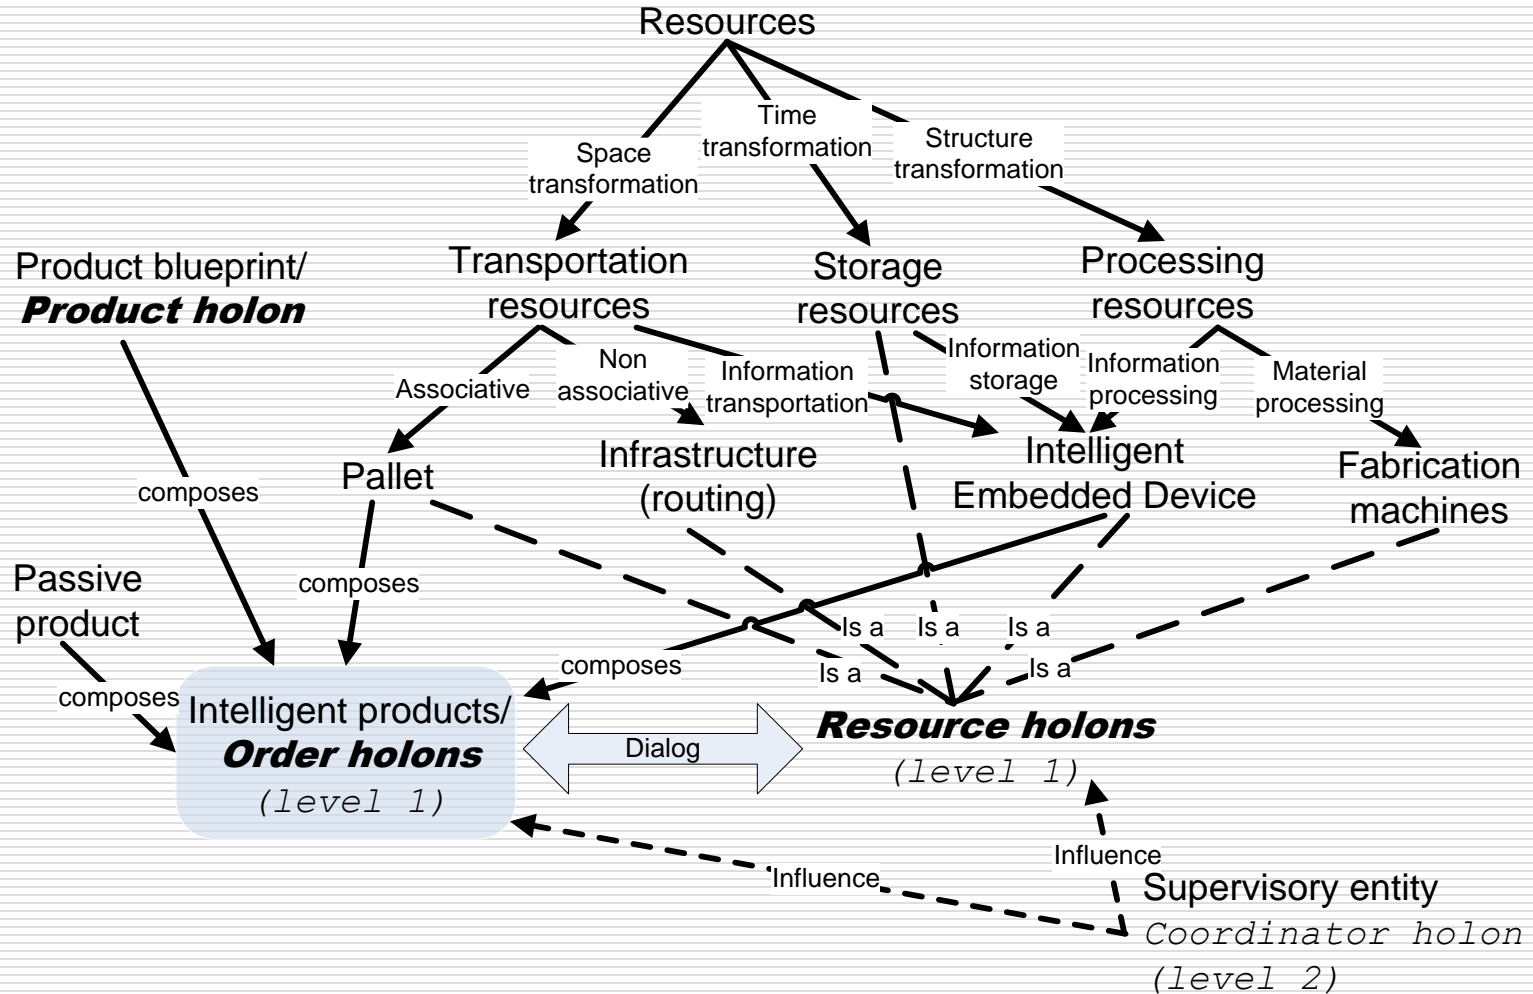 Resources
Time
transformation
Space
transformation
Structure
transformation
Product blueprint/
Product holon
Transportation
resources
Storage
resources
Processing
resources
Associative
Non
associative
Information
transportation
Information
storage
Information
processing
Material
processing
Pallet
Infrastructure
(routing)
Intelligent
Embedded Device
Fabrication
machines
composes
Passive
product
composes
composes
composes
Is a
Is a
Is a
Is a
Is a
Intelligent products/
Order holons
(level 1)
Dialog
Resource holons
(level 1)
Influence
Influence
Supervisory entity
Coordinator holon
(level 2)